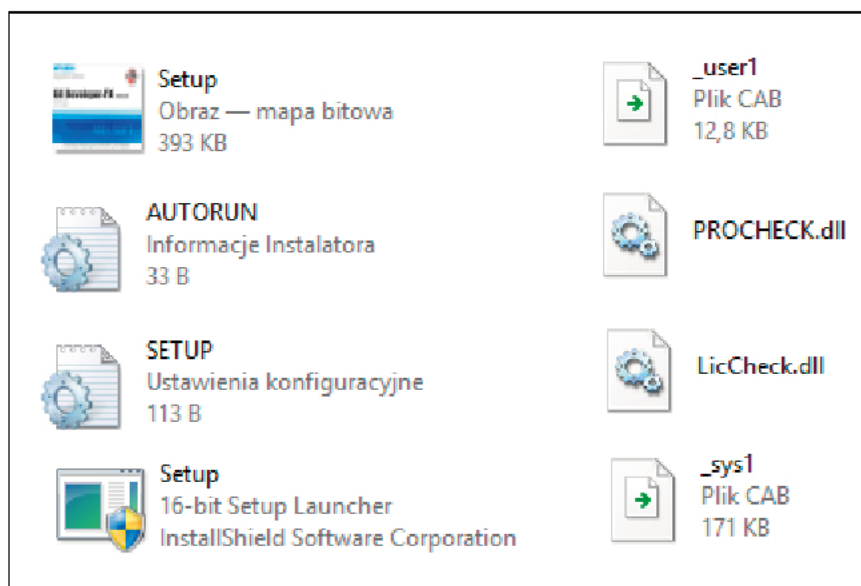 Setup
Obraz — mapa bitowa
393 KB
AUTORUN
Informacje Instalatora
33 B
SETUP
Ustawienia konfiguracyjne
113 B
Setup
16-bit Setup Launcher
InstallShield Software Corporation
_user1
Plik CAB
12,8 KB
PROCHECK.dll
LicCheck.dll
_sys1
Plik CAB
171 KB